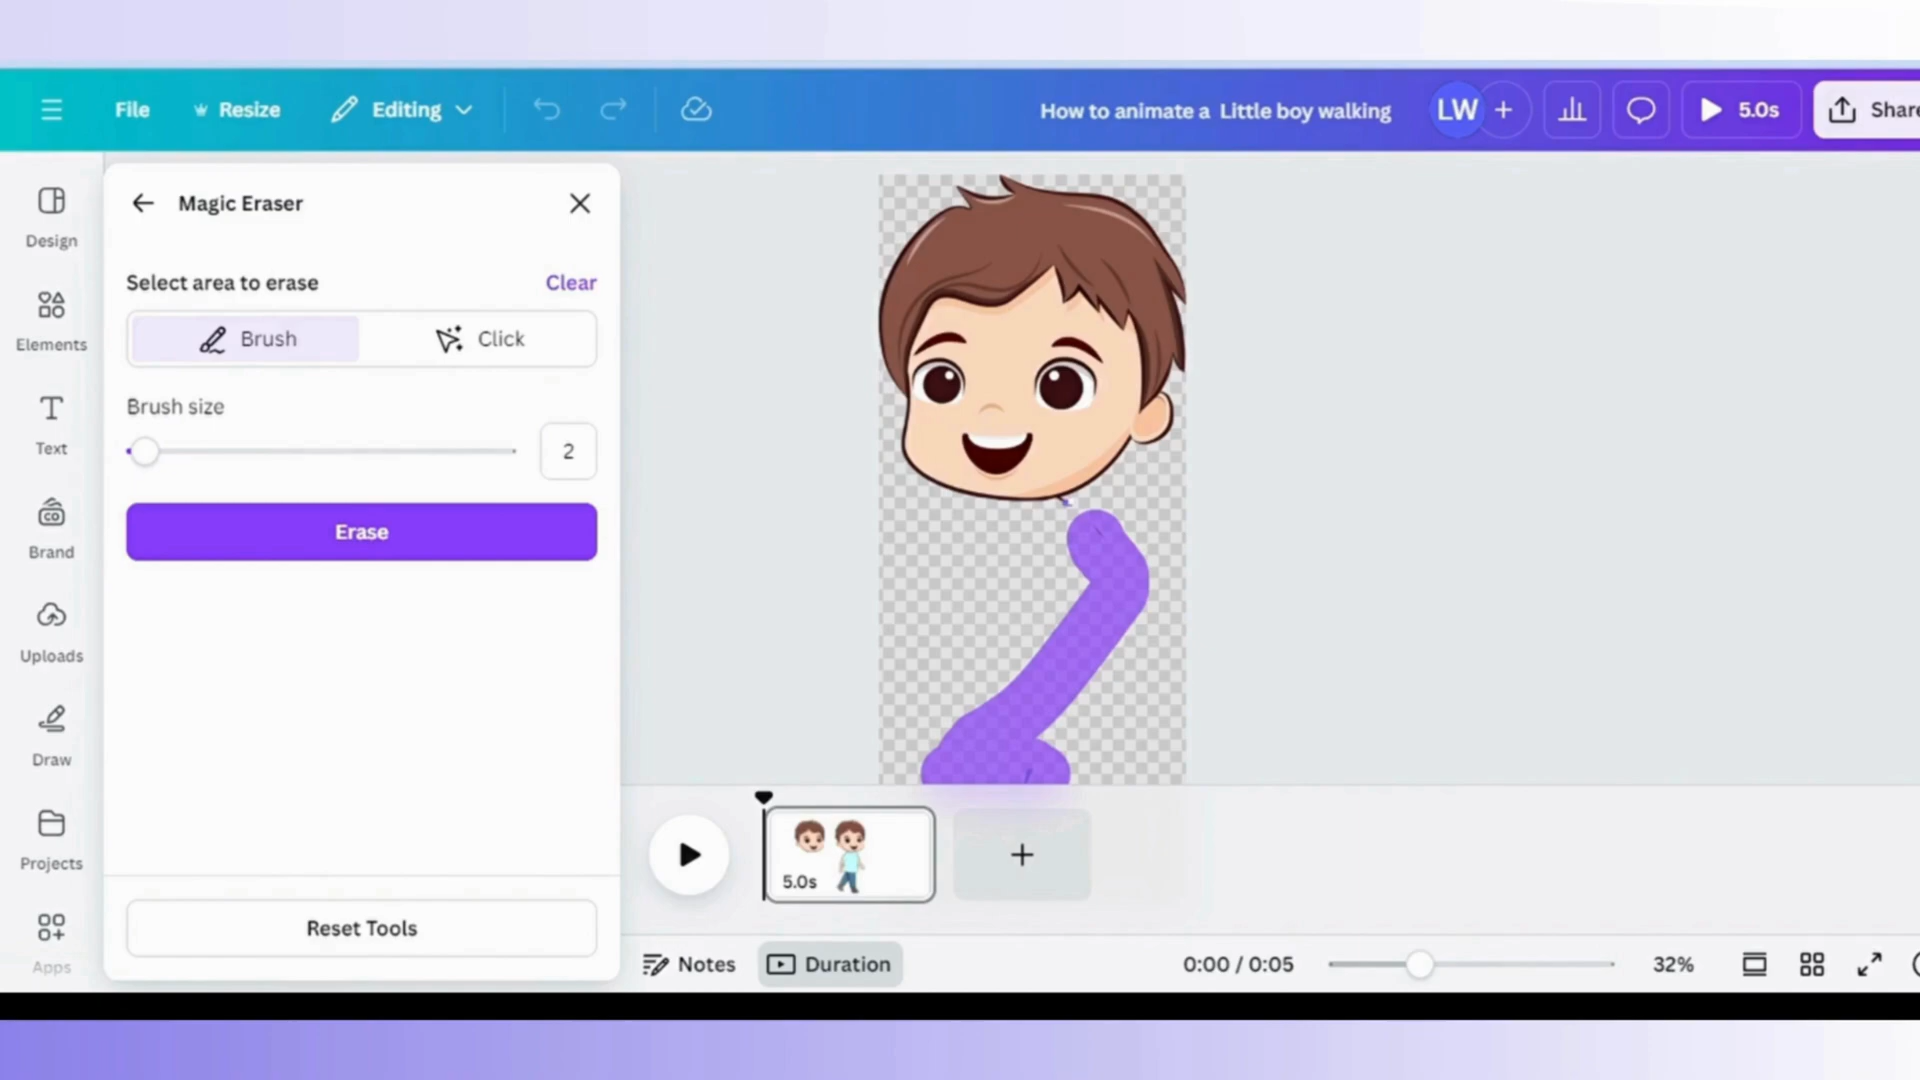 File
Resize
Editing
How to animate a Little boy walking
LW
5.0s
Share
Design
Elements
Text
Brand
Uploads
Draw
Projects
Apps
Magic Eraser
Select area to erase
Clear
Brush
Click
Brush size
2
Erase
Reset Tools
5.0s
Notes
Duration
0:00 / 0:05
32%